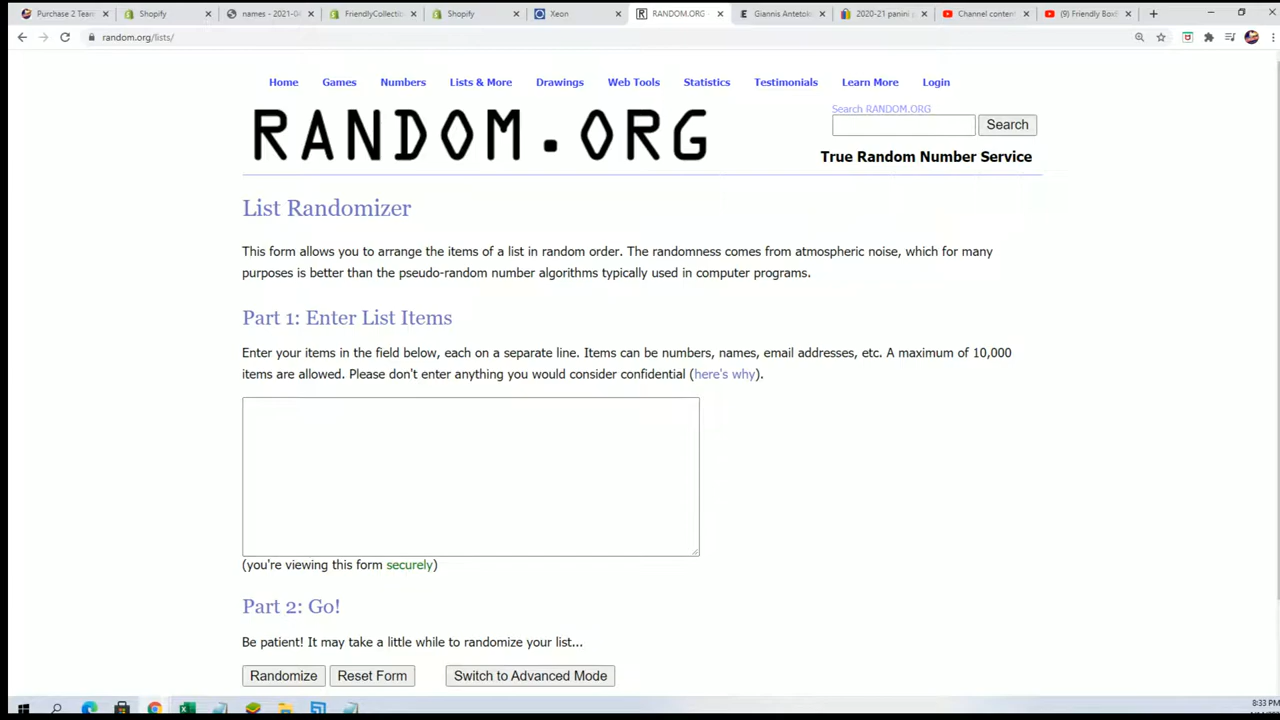 Purchase 2 Team
Shopify
names - 2021-04
FriendlyCollectio
Shopify
Xeon
RANDOM.ORG -
Giannis Antetok
2020-21 panini
Channel content
(9) Friendly Box
random.org/lists/
Home Games Numbers Lists & More Drawings Web Tools Statistics Testimonials Learn More Login
RANDOM.ORG
Search RANDOM.ORG
Search
True Random Number Service
List Randomizer
This form allows you to arrange the items of a list in random order. The randomness comes from atmospheric noise, which for many
purposes is better than the pseudo-random number algorithms typically used in computer programs.
Part 1: Enter List Items
Enter your items in the field below, each on a separate line. Items can be numbers, names, email addresses, etc. A maximum of 10,000
items are allowed. Please don't enter anything you would consider confidential (here's why).
(you're viewing this form securely)
Part 2: Go!
Be patient! It may take a little while to randomize your list...
Randomize Reset Form Switch to Advanced Mode
8:33 PM